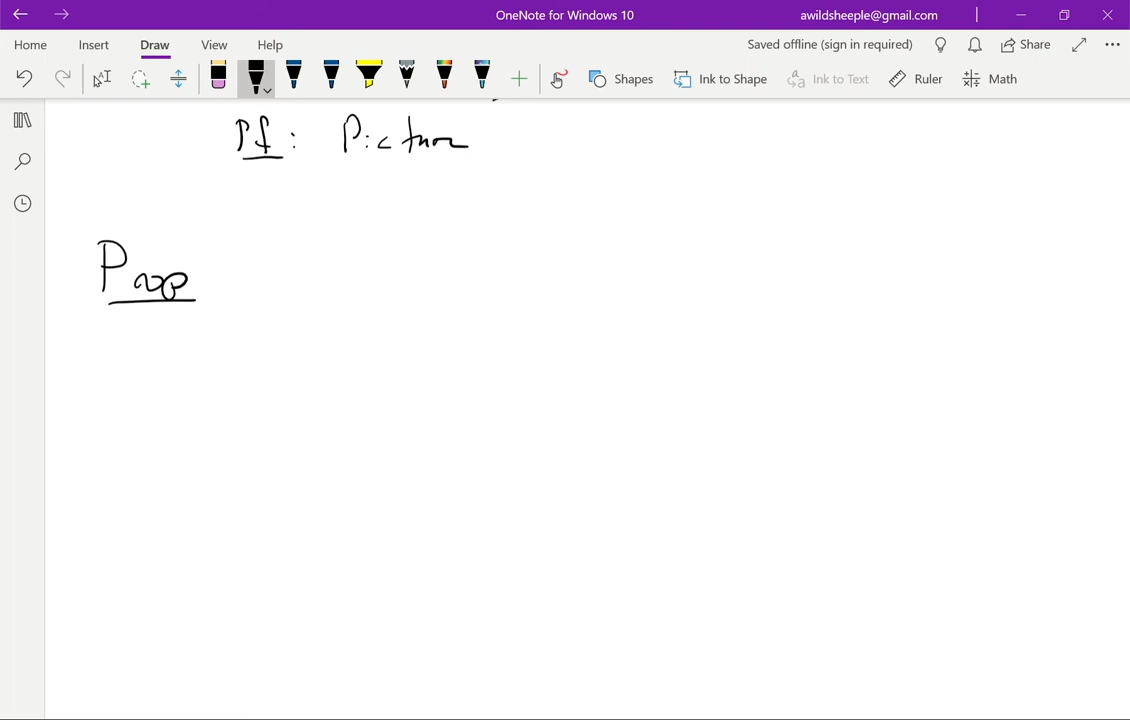 OneNote for Windows 10
awildsheeple@gmail.com
Home Insert Draw View Help
Saved offline (sign in required)
Share
Shapes Ink to Shape Ink to Text Ruler Math
Pf: Picture
Prop